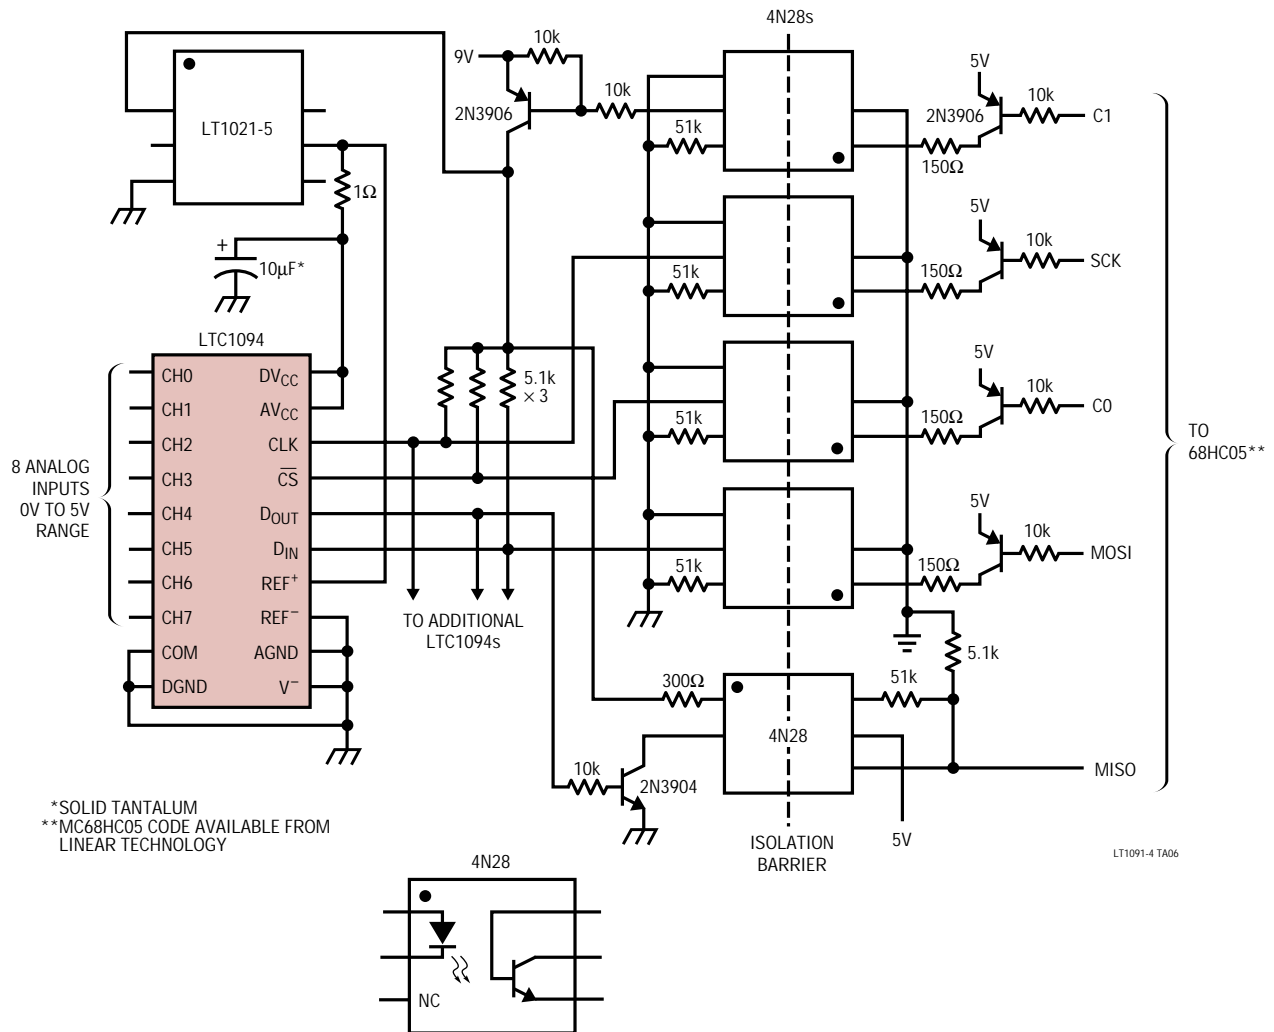 4N28s
9V
10k
5V
2N3906
10k
2N3906
10k
C1
LT1021-5
51k
150Ω
1Ω
+
10µF*
5V
10k
SCK
51k
150Ω
LTC1094
5.1k
× 3
5V
10k
C0
51k
150Ω
8 ANALOG
INPUTS
0V TO 5V
RANGE
CH0
CH1
CH2
CH3
CH4
CH5
CH6
CH7
COM
DGND
DVCC
AVCC
CLK
CS
DOUT
DIN
REF+
REF–
AGND
V–
TO ADDITIONAL
LTC1094s
5V
10k
MOSI
51k
150Ω
TO
68HC05**
5.1k
300Ω
51k
4N28
MISO
10k
2N3904
5V
ISOLATION
BARRIER
*SOLID TANTALUM
**MC68HC05 CODE AVAILABLE FROM
LINEAR TECHNOLOGY
LT1091-4 TA06
4N28
NC